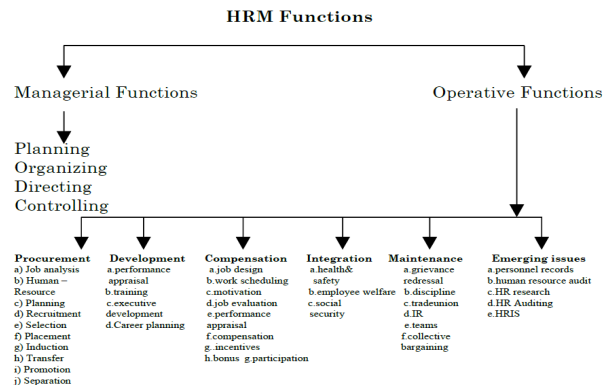 HRM Functions
Managerial Functions
Operative Functions
Planning
Organizing
Directing
Controlling
Procurement
a) Job analysis
b) Human –
Resource
c) Planning
d) Recruitment
e) Selection
f) Placement
g) Induction
h) Transfer
i) Promotion
j) Separation
Development
a.performance
appraisal
b.training
c.executive
development
d.Career planning
Compensation
a.job design
b.work scheduling
c.motivation
d.job evaluation
e.performance
appraisal
f.compensation
g..incentives
h.bonus g.participation
Integration
a.health&
safety
b.employee welfare
c.social
security
Maintenance
a.grievance
redressal
b.discipline
c.tradeunion
d.IR
e.teams
f.collective
bargaining
Emerging issues
a.personnel records
b.human resource audit
c.HR research
d.HR Auditing
e.HRIS